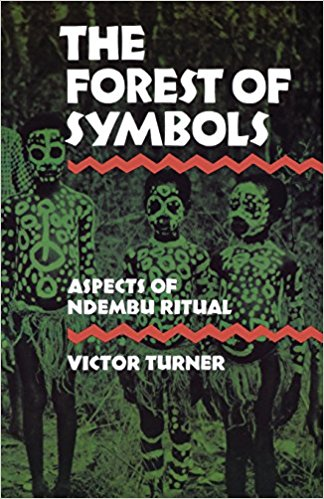 THE
FOREST OF
SYMBOLS
ASPECTS OF
NDEMBU RITUAL
VICTOR TURNER